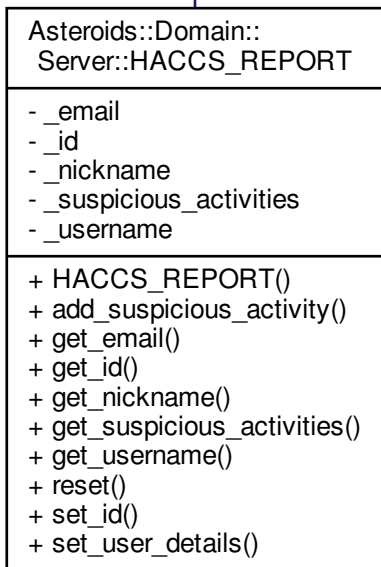 Asteroids::Domain::
Server::HACCS_REPORT
- _email
- _id
- _nickname
- _suspicious_activities
- _username
+ HACCS_REPORT()
+ add_suspicious_activity()
+ get_email()
+ get_id()
+ get_nickname()
+ get_suspicious_activities()
+ get_username()
+ reset()
+ set_id()
+ set_user_details()